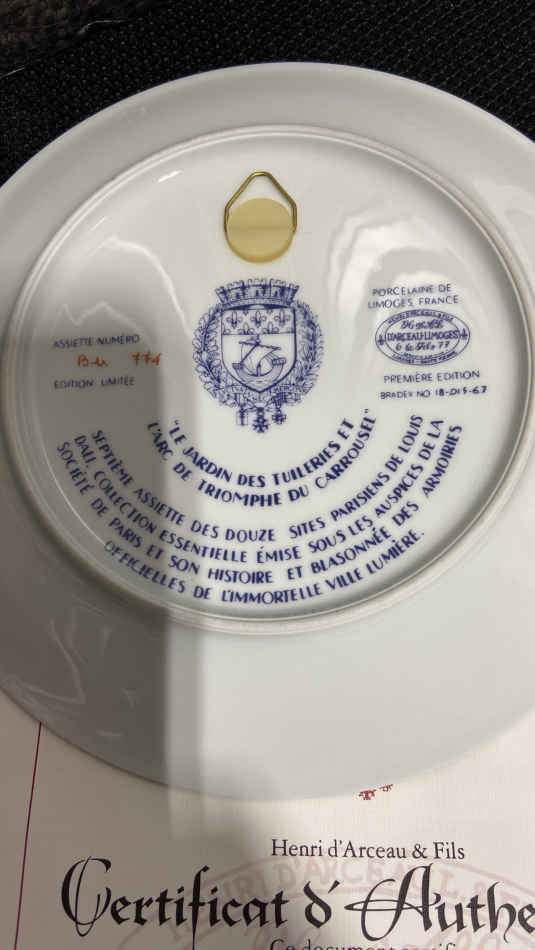 ASSIETTE NUMÉRO
EDITION LIMITÉE
PORCELAINE DE
LIMOGES, FRANCE
D'ARCEAU-LIMOGES
PREMIÈRE EDITION
BRADEX NO 18-D15-6.7
"LE JARDIN DES TUILERIES ET
L'ARC DE TRIOMPHE DU CARROUSEL"
SEPTIÈME ASSIETTE DES DOUZE SITES PARISIENS DE LOUIS
DALI. COLLECTION ESSENTIELLE ÉMISE SOUS LES AUSPICES DE LA
SOCIÉTÉ DE PARIS ET SON HISTOIRE ET BLASONNÉE DES ARMOIRIES
OFFICIELLES DE L'IMMORTELLE VILLE LUMIÈRE.
Henri d'Arceau & Fils
Certificat d'Authe
Ce document certif